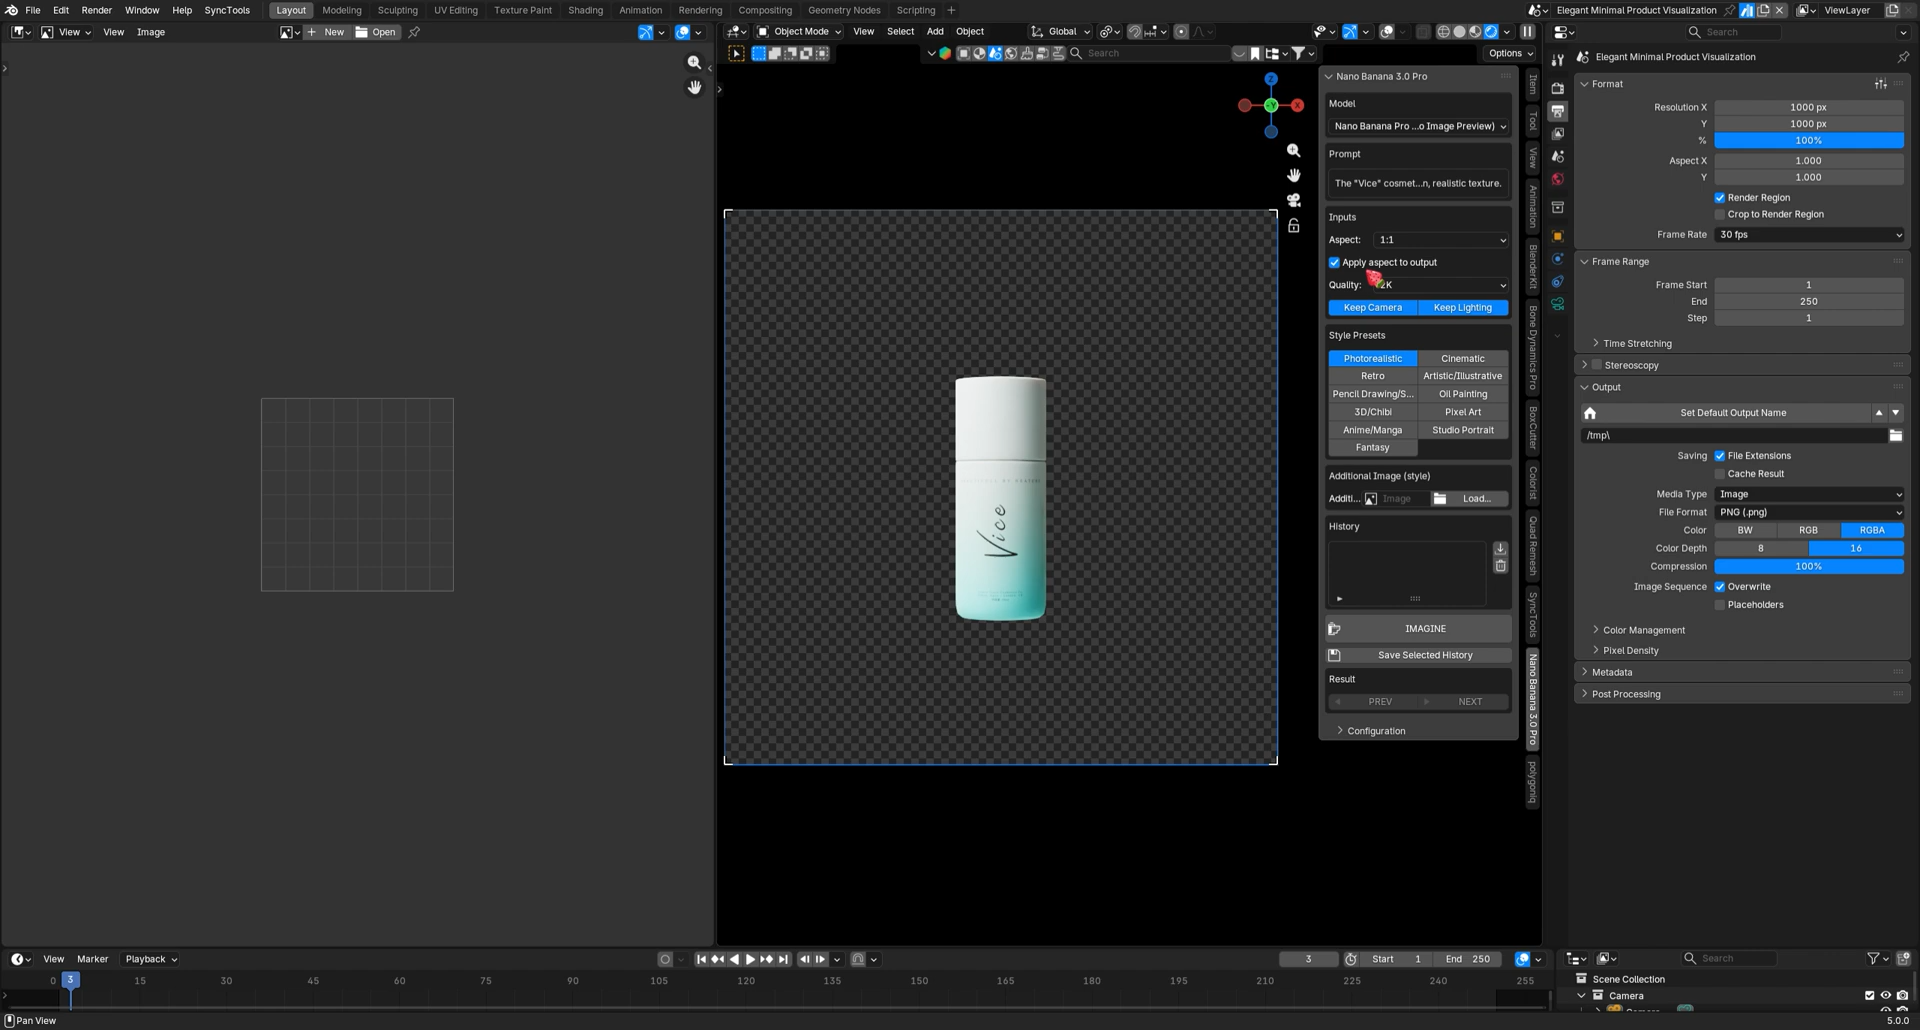 File Edit Render Window Help SyncTools Layout Modeling Sculpting UV Editing Texture Paint Shading Animation Rendering Compositing Geometry Nodes Scripting + Elegant Minimal Product Visualization ViewLayer
View View Image New Open
Object Mode View Select Add Object Global
Search
Search Options
Elegant Minimal Product Visualization
Nano Banana 3.0 Pro
Model
Nano Banana Pro ...o Image Preview)
Prompt
The "Vice" cosmet...n, realistic texture.
Inputs
Aspect: 1:1
Apply aspect to output
Quality: 2K
Keep Camera Keep Lighting
Style Presets
Photorealistic Cinematic
Retro Artistic/Illustrative
Pencil Drawing/S... Oil Painting
3D/Chibi Pixel Art
Anime/Manga Studio Portrait
Fantasy
Additional Image (style)
Additi... Image Load...
History
IMAGINE
Save Selected History
Result
PREV NEXT
Configuration
Item
Tool
View
Animation
BlenderKit
Bone Dynamics Pro
BoxCutter
Colorist
Quad Remesh
SyncTools
Nano Banana 3.0 Pro
polygoniq
Format
Resolution X 1000 px
Y 1000 px
% 100%
Aspect X 1.000
Y 1.000
Render Region
Crop to Render Region
Frame Rate 30 fps
Frame Range
Frame Start 1
End 250
Step 1
Time Stretching
Stereoscopy
Output
Set Default Output Name
/tmp\
Saving File Extensions
Cache Result
Media Type Image
File Format PNG (.png)
Color BW RGB RGBA
Color Depth 8 16
Compression 100%
Image Sequence Overwrite
Placeholders
Color Management
Pixel Density
Metadata
Post Processing
Vice
View Marker Playback 3 Start 1 End 250
0 3 15 30 45 60 75 90 105 120 135 150 165 180 195 210 225 240 255
Search
Scene Collection
Camera
Pan View
5.0.0